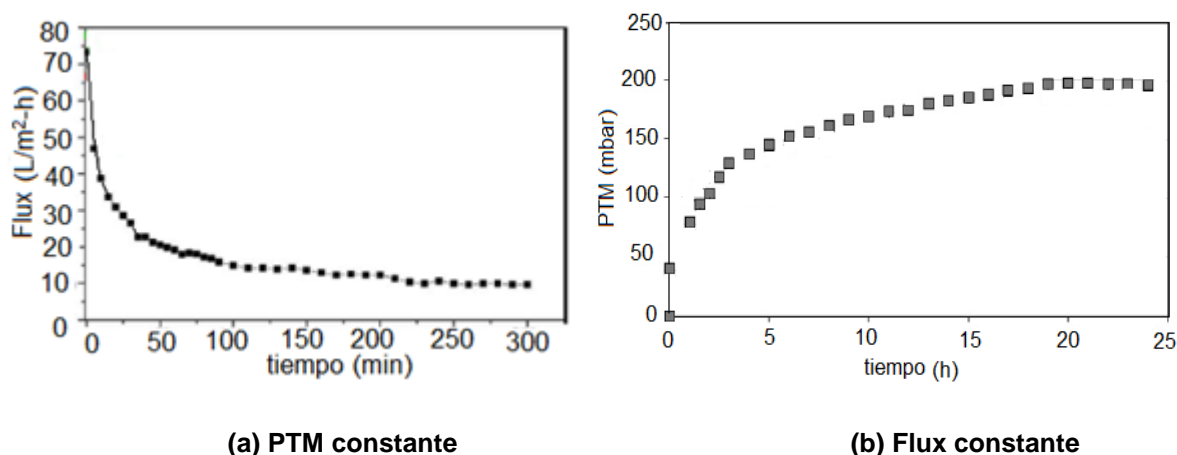 80
70
60
50
40
30
20
10
0
Flux (L/m²-h)
0 50 100 150 200 250 300
tiempo (min)
(a) PTM constante
250
200
150
100
50
0
PTM (mbar)
0 5 10 15 20 25
tiempo (h)
(b) Flux constante